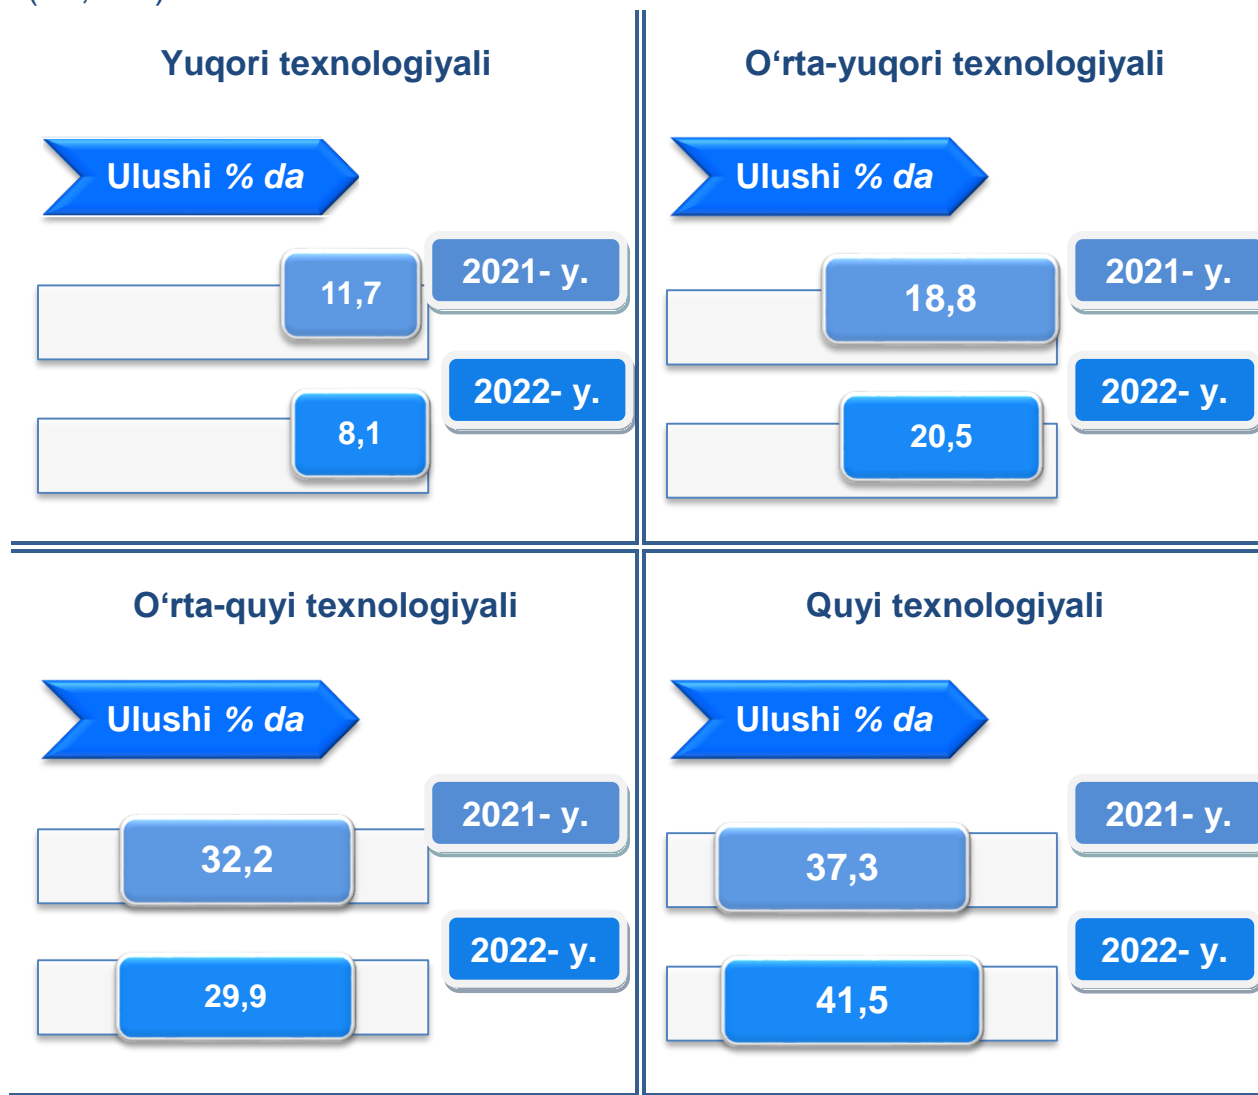 Yuqori texnologiyali
Ulushi % da
2021- y.
11,7
2022- y.
8,1
O‘rta-yuqori texnologiyali
Ulushi % da
2021- y.
18,8
2022- y.
20,5
O‘rta-quyi texnologiyali
Ulushi % da
2021- y.
32,2
2022- y.
29,9
Quyi texnologiyali
Ulushi % da
2021- y.
37,3
2022- y.
41,5